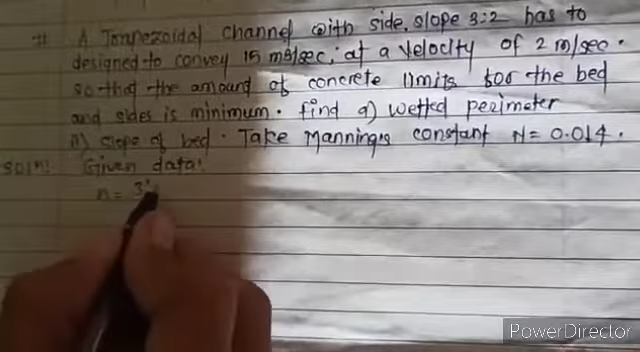 # A Trapezoidal channel with side slope 3:2 has to
designed to convey 15 m3/sec; at a velocity of 2 m/sec.
so that the amount of concrete limits for the bed
and sides is minimum. find a) wetted perimeter
ii) slope of bed. Take Manning's constant N = 0.014.
Soln: Given data:
n = 3:
PowerDirector